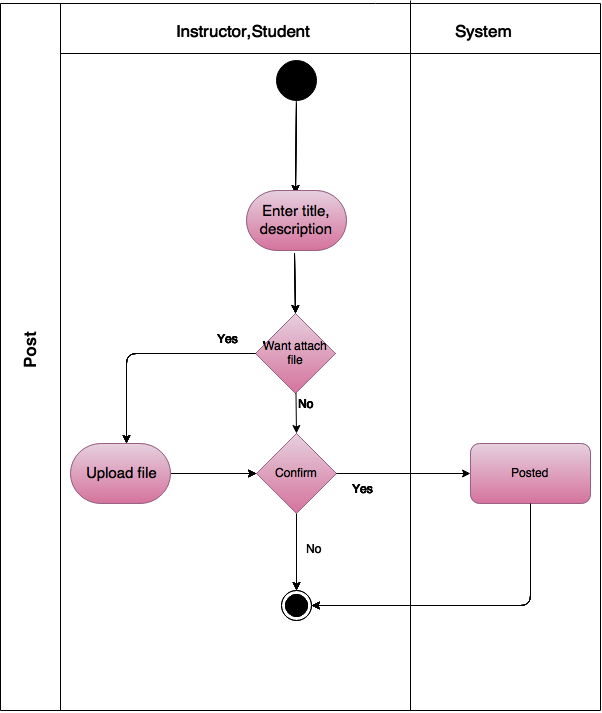 Instructor,Student
System
Post
Enter title,
description
Want attach
file
Yes
No
Upload file
Confirm
Yes
Posted
No